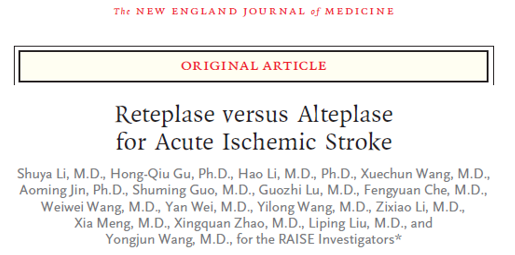 The NEW ENGLAND JOURNAL of MEDICINE
ORIGINAL ARTICLE
Reteplase versus Alteplase
for Acute Ischemic Stroke
Shuya Li, M.D., Hong-Qiu Gu, Ph.D., Hao Li, M.D., Ph.D., Xuechun Wang, M.D.,
Aoming Jin, Ph.D., Shuming Guo, M.D., Guozhi Lu, M.D., Fengyuan Che, M.D.,
Weiwei Wang, M.D., Yan Wei, M.D., Yilong Wang, M.D., Zixiao Li, M.D.,
Xia Meng, M.D., Xingquan Zhao, M.D., Liping Liu, M.D., and
Yongjun Wang, M.D., for the RAISE Investigators*